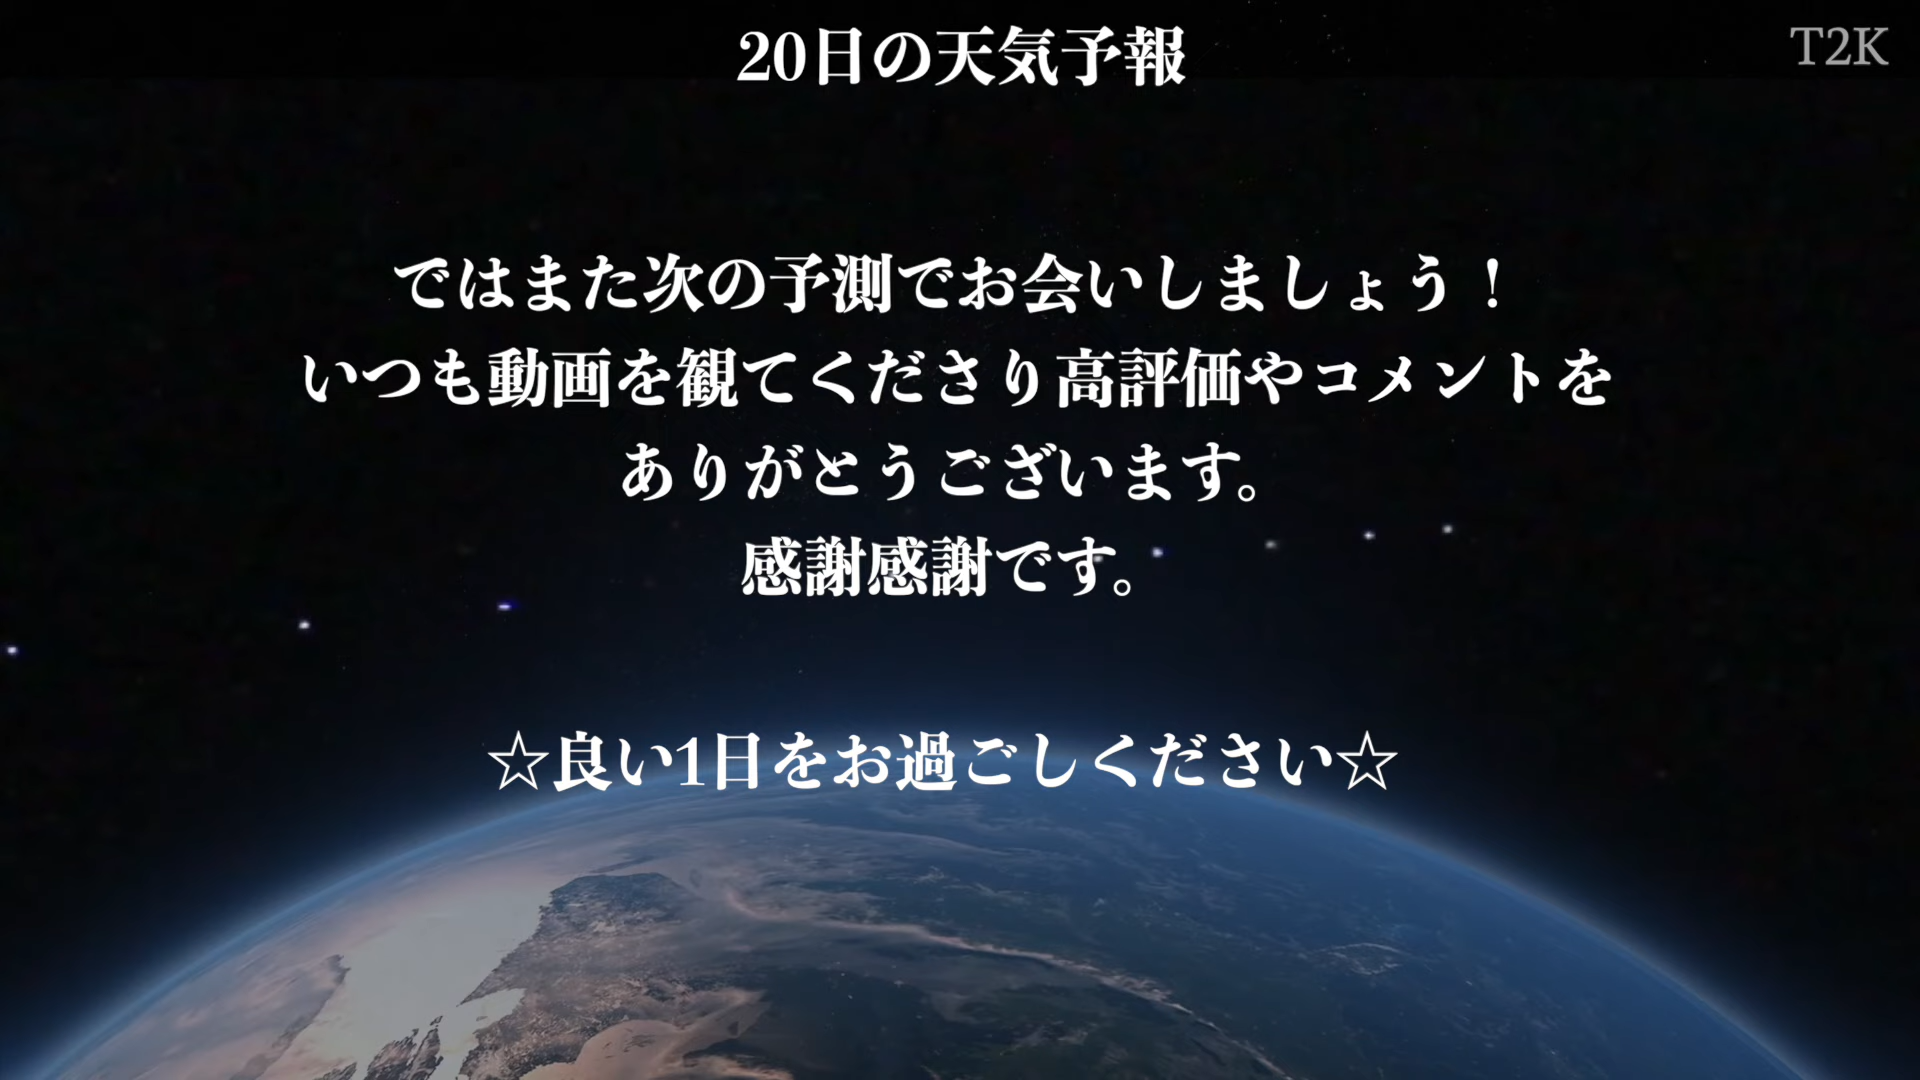 20日の天気予報
T2K
ではまた次の予測でお会いしましょう！
いつも動画を観てくださり高評価やコメントを
ありがとうございます。
感謝感謝です。
☆良い1日をお過ごしください☆